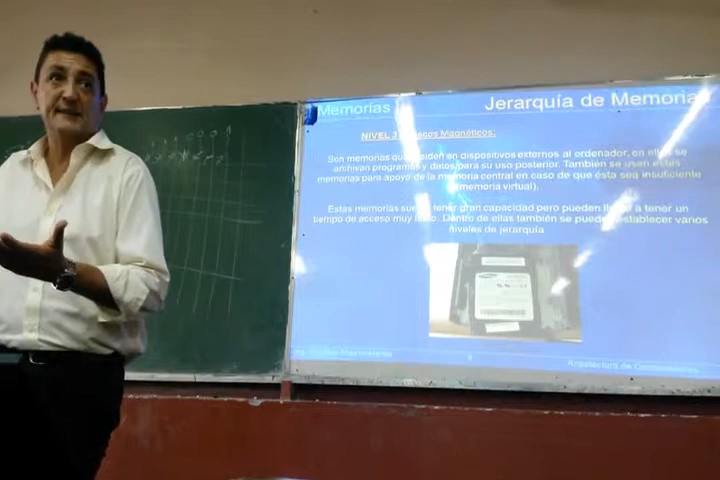 Memorias
Jerarquía de Memorias
NIVEL 3 Discos Magnéticos:
Son memorias que residen en dispositivos externos al ordenador, en ellas se
archivan programas y datos para su uso posterior. También se usan estas
memorias para apoyo de la memoria central en caso de que ésta sea insuficiente
(memoria virtual).
Estas memorias suelen tener gran capacidad pero pueden llegar a tener un
tiempo de acceso muy Dentro de ellas también se pueden establecer varios
niveles de jerarquía
Arquitectura de Computadores